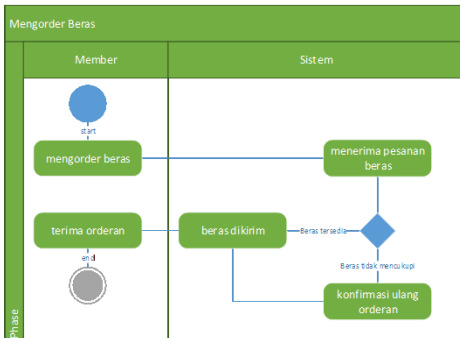 Mengorder Beras
Member
Sistem
Phase
start
mengorder beras
menerima pesanan
beras
terima orderan
beras dikirim
Beras tersedia
end
Beras tidak mencukupi
konfirmasi ulang
orderan